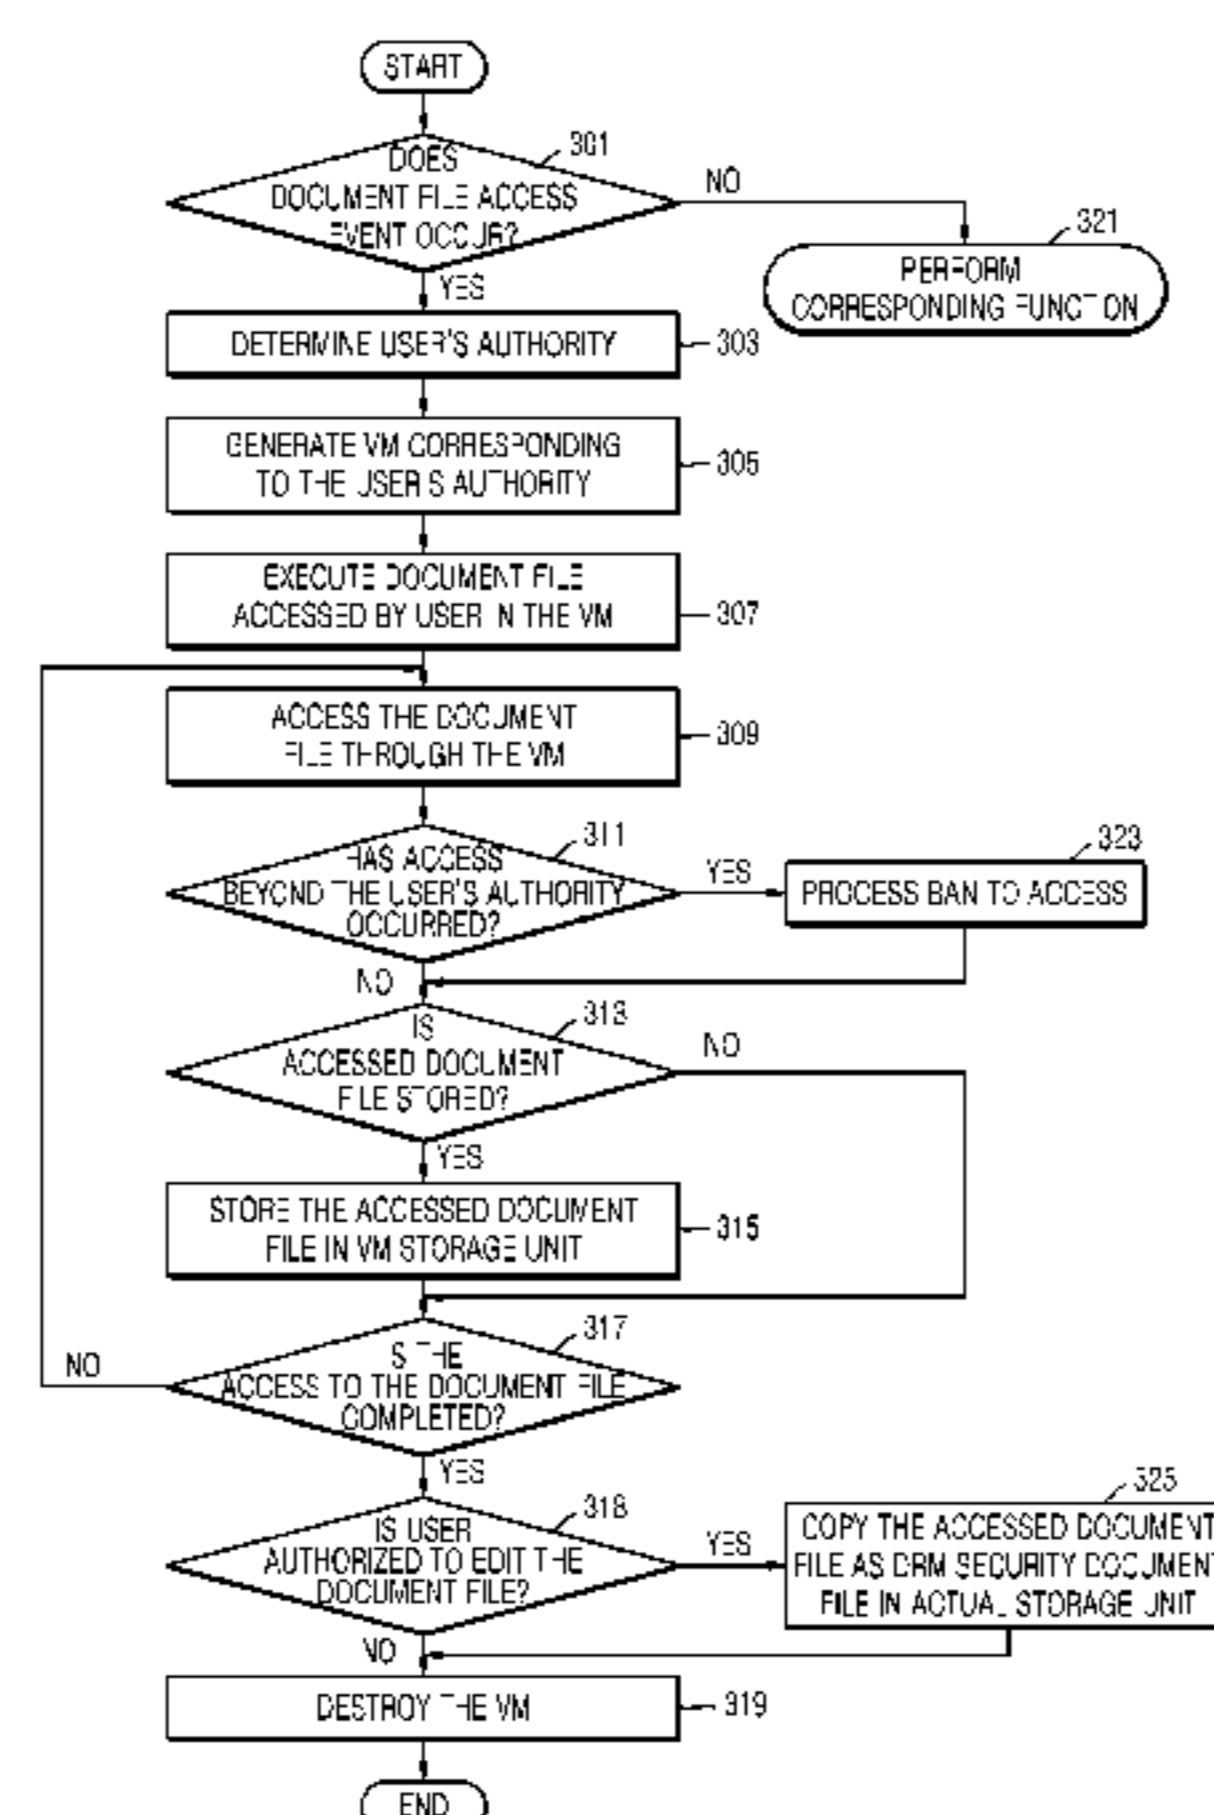 START
301
DOES
DOCUMENT FILE ACCESS
EVENT OCCUR?
NO
321
PERFORM
CORRESPONDING FUNCTION
YES
DETERMINE USER'S AUTHORITY
303
GENERATE VM CORRESPONDING
TO THE USER'S AUTHORITY
305
EXECUTE DOCUMENT FILE
ACCESSED BY USER IN THE VM
307
ACCESS THE DOCUMENT
FILE THROUGH THE VM
309
311
HAS ACCESS
BEYOND THE USER'S AUTHORITY
OCCURRED?
YES
323
PROCESS BAN TO ACCESS
NO
313
IS
ACCESSED DOCUMENT
FILE STORED?
NO
YES
STORE THE ACCESSED DOCUMENT
FILE IN VM STORAGE UNIT
315
317
IS THE
ACCESS TO THE DOCUMENT FILE
COMPLETED?
NO
YES
318
IS USER
AUTHORIZED TO EDIT THE
DOCUMENT FILE?
YES
325
COPY THE ACCESSED DOCUMENT
FILE AS DRM SECURITY DOCUMENT
FILE IN ACTUAL STORAGE UNIT
NO
DESTROY THE VM
319
END